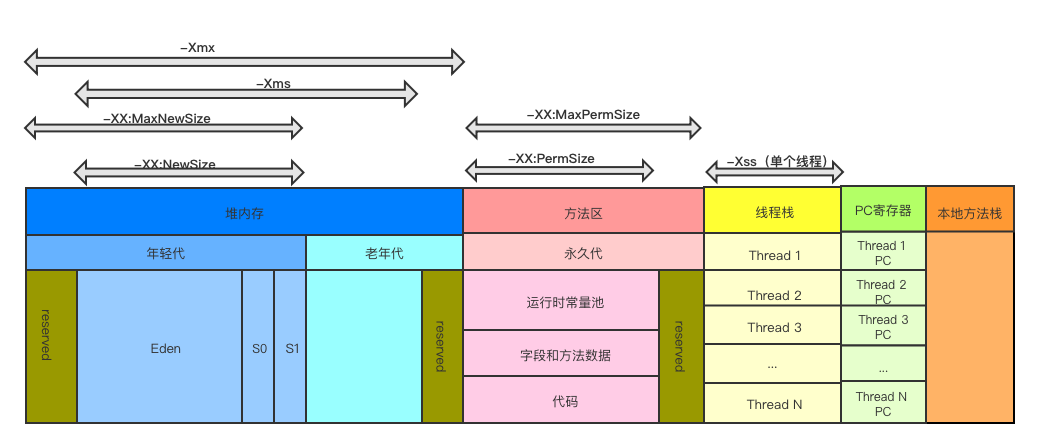 -Xmx
-Xms
-XX:MaxNewSize
-XX:MaxPermSize
-XX:NewSize
-XX:PermSize
-Xss（单个线程）
堆内存
方法区
线程栈
PC寄存器
本地方法栈
年轻代
老年代
永久代
Thread 1
Thread 1
PC
reserved
Eden
S0
S1
reserved
运行时常量池
字段和方法数据
代码
reserved
Thread 2
Thread 3
...
Thread N
Thread 2
PC
Thread 3
PC
...
Thread N
PC